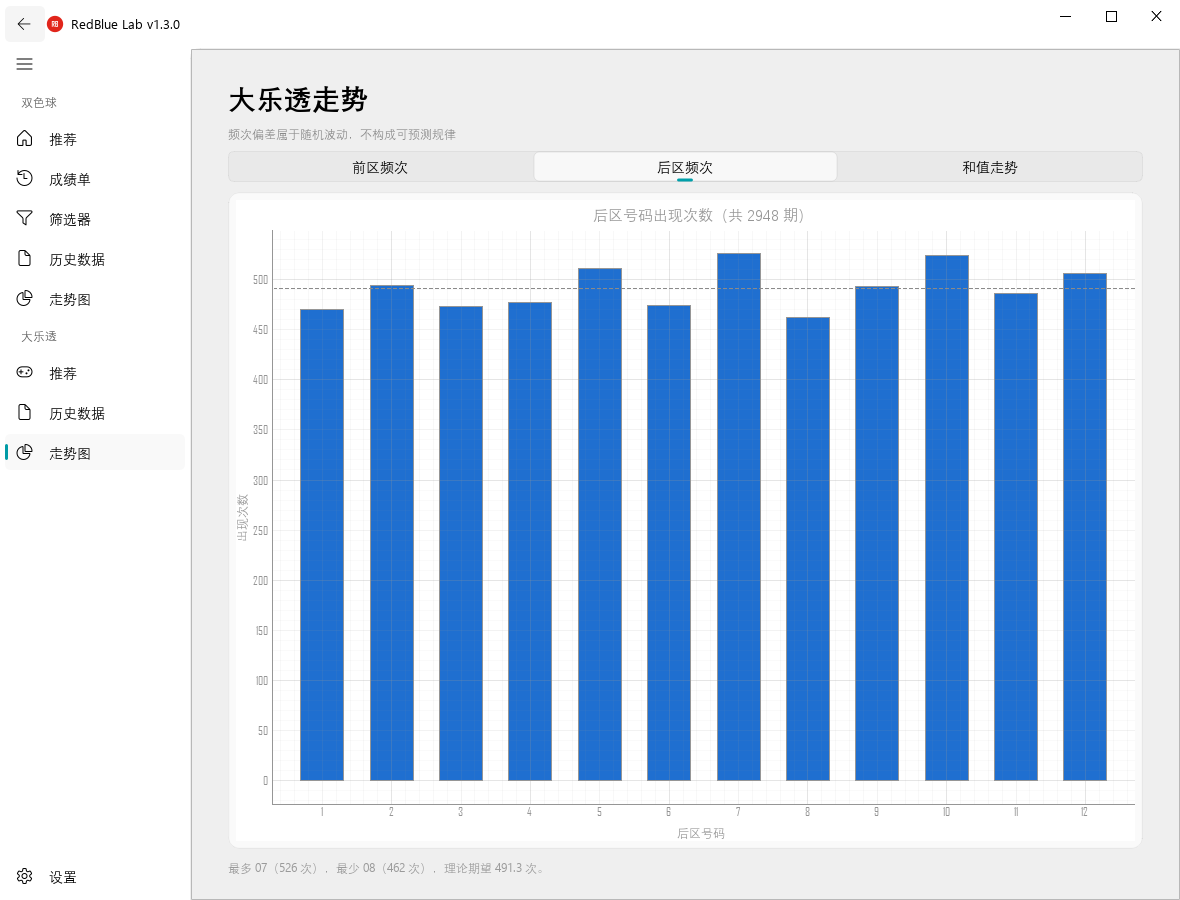 RedBlue Lab v1.3.0
双色球
推荐
成绩单
筛选器
历史数据
走势图
大乐透
推荐
历史数据
走势图
设置
大乐透走势
频次偏差属于随机波动，不构成可预测规律
前区频次
后区频次
和值走势
后区号码出现次数（共 2948 期）
出现次数
500
450
400
350
300
250
200
150
100
50
0
1 2 3 4 5 6 7 8 9 10 11 12
后区号码
最多 07（526 次），最少 08（462 次），理论期望 491.3 次。